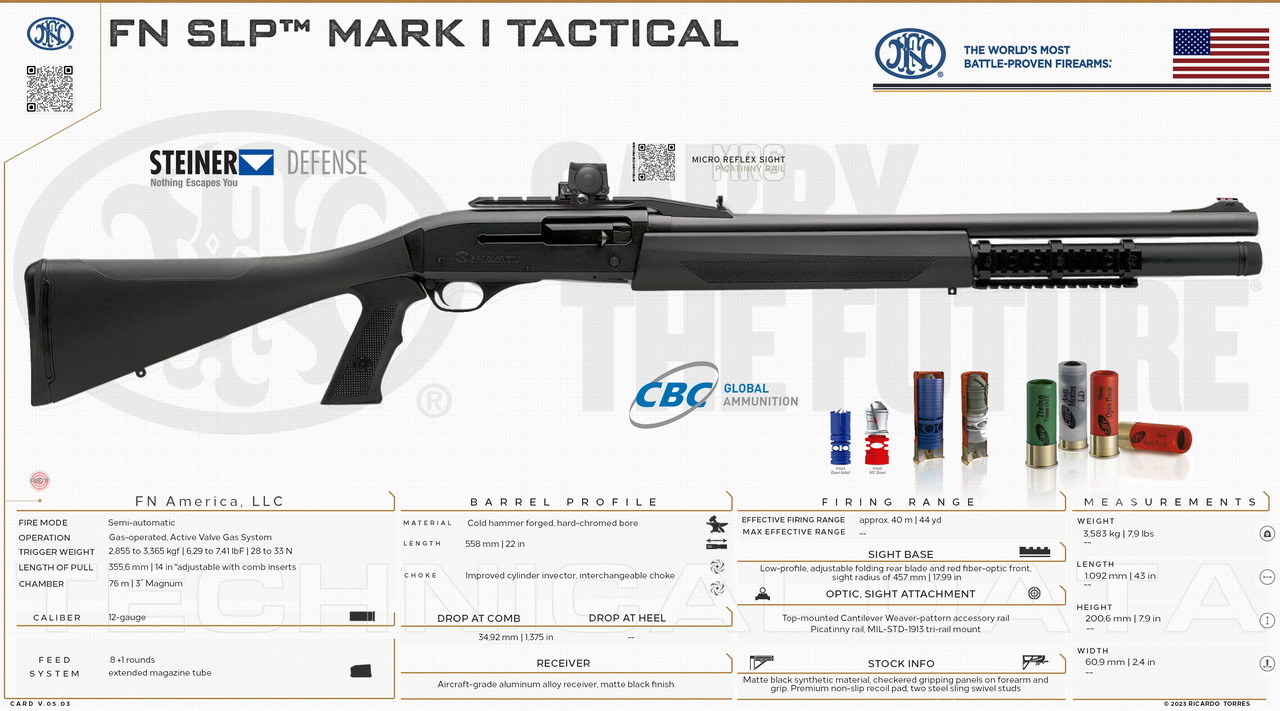 FN SLP™ MARK I TACTICAL
FN
THE WORLD'S MOST
BATTLE-PROVEN FIREARMS.®
STEINER DEFENSE
Nothing Escapes You
MRS
MICRO REFLEX SIGHT
PICATINNY RAIL
CARRY
THE FUTURE®
CBC GLOBAL
AMMUNITION
FN America, LLC
FIRE MODE Semi-automatic
OPERATION Gas-operated, Active Valve Gas System
TRIGGER WEIGHT 2,855 to 3,365 kgf | 6,29 to 7,41 lbF | 28 to 33 N
LENGTH OF PULL 355,6 mm | 14 in "adjustable with comb inserts
CHAMBER 76 m | 3" Magnum
CALIBER 12-gauge
FEED
SYSTEM
8 +1 rounds
extended magazine tube
BARREL PROFILE
MATERIAL Cold hammer forged, hard-chromed bore
LENGTH 558 mm | 22 in
CHOKE Improved cylinder invector, interchangeable choke
DROP AT COMB DROP AT HEEL
34,92 mm | 1,375 in --
RECEIVER
Aircraft-grade aluminum alloy receiver, matte black finish.
FIRING RANGE
EFFECTIVE FIRING RANGE approx. 40 m | 44 yd
MAX EFFECTIVE RANGE --
SIGHT BASE
Low-profile, adjustable folding rear blade and red fiber-optic front,
sight radius of 457 mm | 17,99 in
OPTIC, SIGHT ATTACHMENT
Top-mounted Cantilever Weaver-pattern accessory rail
Picatinny rail, MIL-STD-1913 tri-rail mount
STOCK INFO
Matte black synthetic material, checkered gripping panels on forearm and
grip. Premium non-slip recoil pad, two steel sling swivel studs
MEASUREMENTS
WEIGHT
3,583 kg | 7,9 lbs
--
LENGTH
1.092 mm | 43 in
--
HEIGHT
200,6 mm | 7,9 in
--
WIDTH
60,9 mm | 2,4 in
--
TECHNICAL DATA
CARD V.05.03
© 2023 RICARDO TORRES